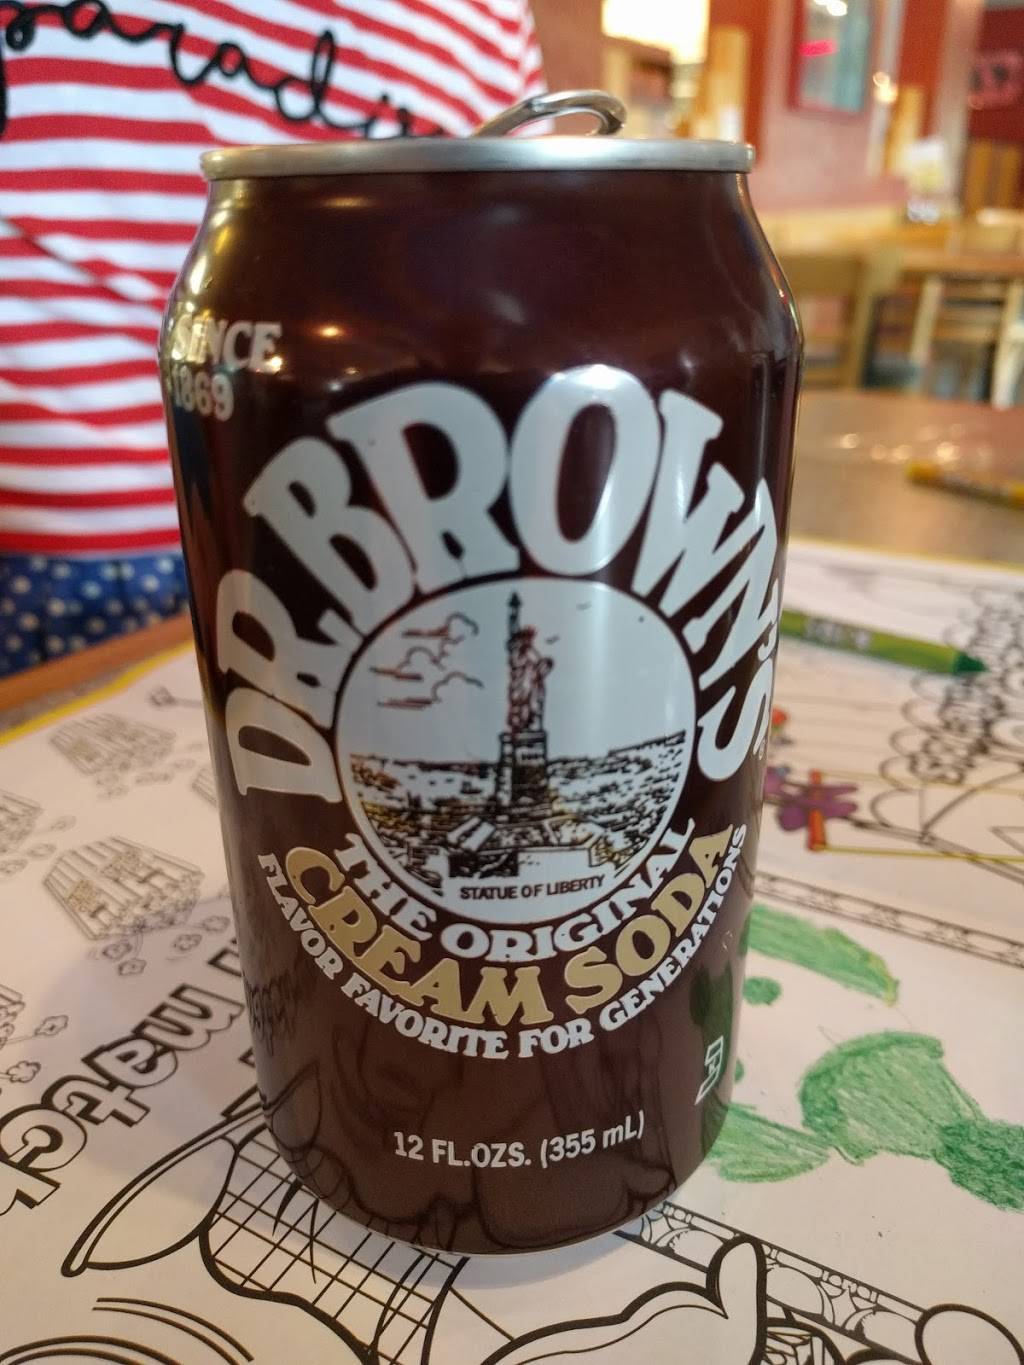 SINCE
1869
DR. BROWN'S
STATUE OF LIBERTY
THE ORIGINAL
CREAM SODA
FLAVOR FAVORITE FOR GENERATIONS
12 FL.OZS. (355 mL)